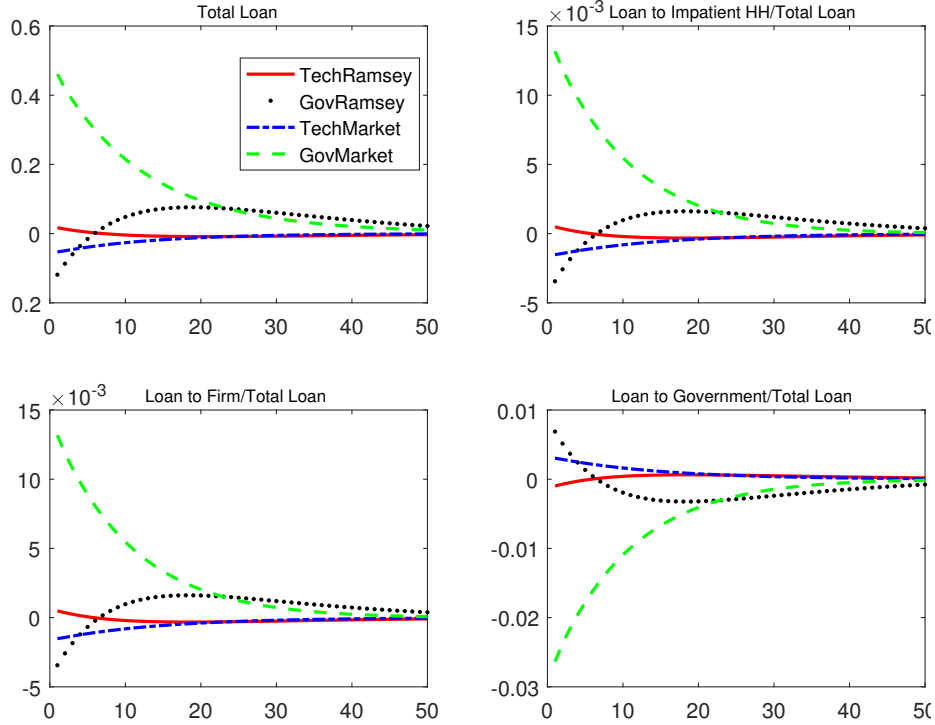 Total Loan
0.6
0.4
0.2
0
0.2
0 10 20 30 40 50
TechRamsey
GovRamsey
TechMarket
GovMarket
×10-3 Loan to Impatient HH/Total Loan
15
10
5
0
-5
0 10 20 30 40 50
×10-3 Loan to Firm/Total Loan
15
10
5
0
-5
0 10 20 30 40 50
Loan to Government/Total Loan
0.01
0
-0.01
-0.02
-0.03
0 10 20 30 40 50